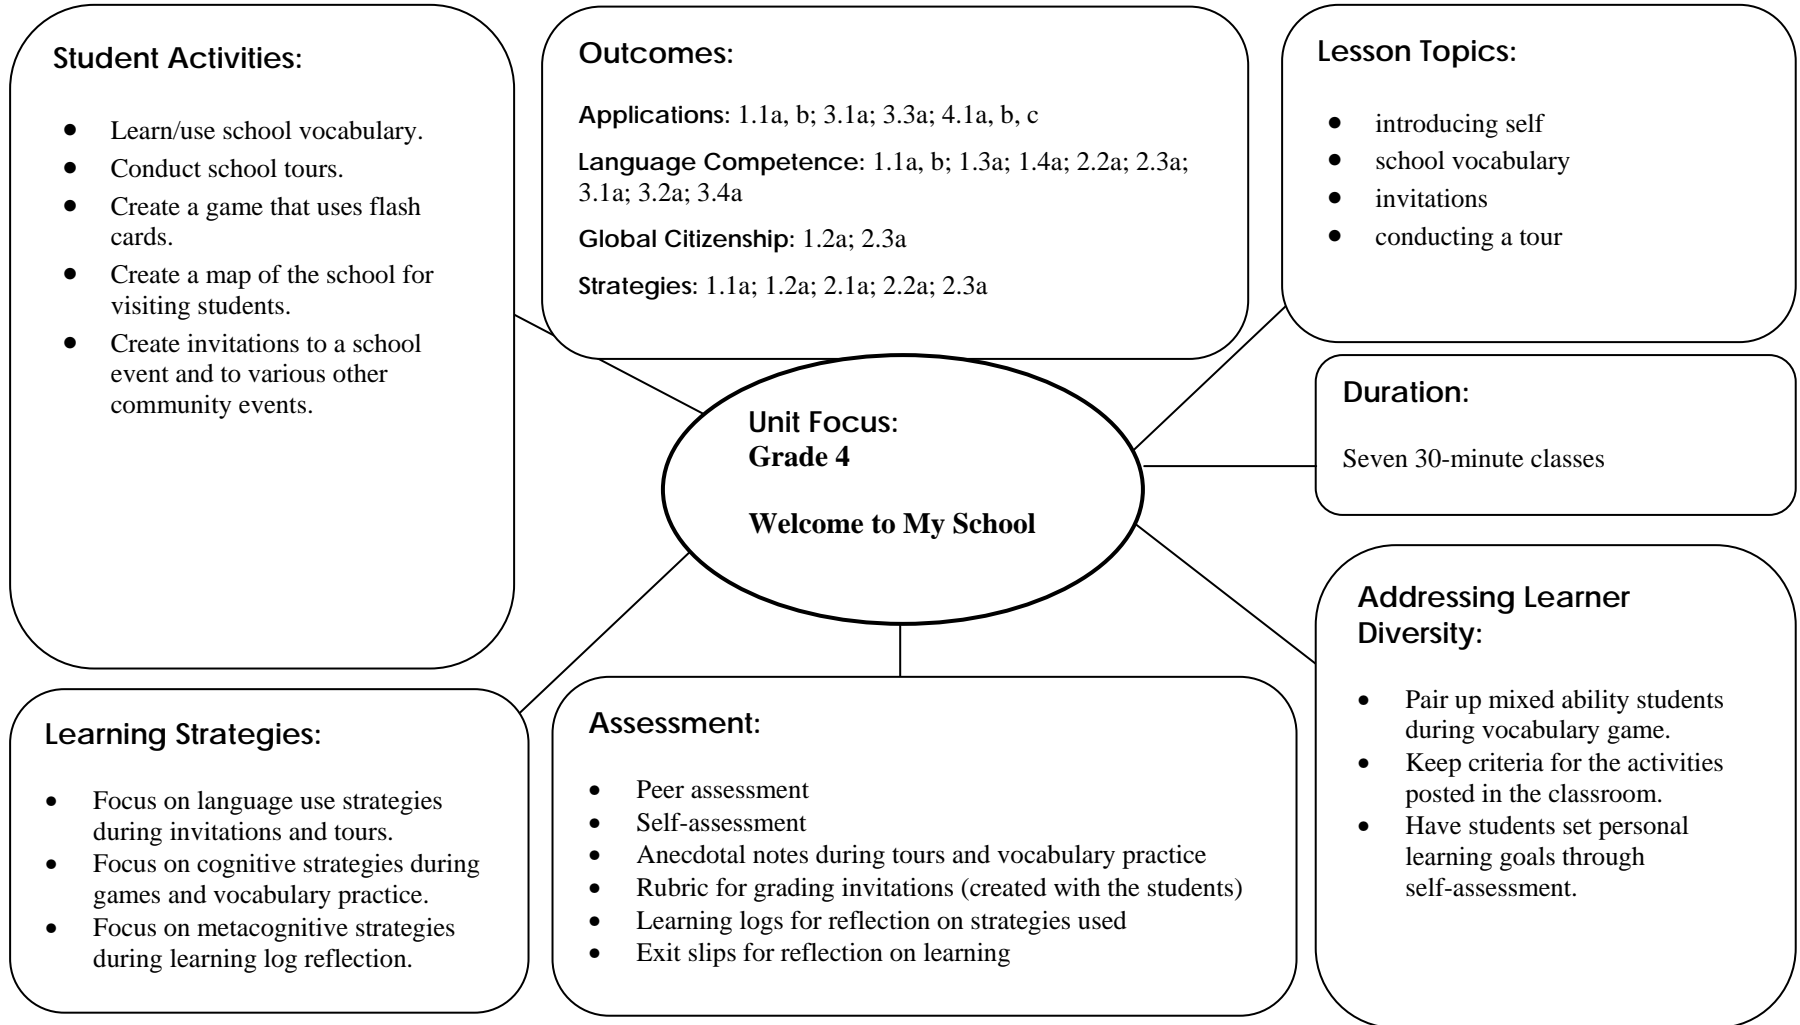 Student Activities:
• Learn/use school vocabulary.
• Conduct school tours.
• Create a game that uses flash
cards.
• Create a map of the school for
visiting students.
• Create invitations to a school
event and to various other
community events.
Outcomes:
Applications: 1.1a, b; 3.1a; 3.3a; 4.1a, b, c
Language Competence: 1.1a, b; 1.3a; 1.4a; 2.2a; 2.3a;
3.1a; 3.2a; 3.4a
Global Citizenship: 1.2a; 2.3a
Strategies: 1.1a; 1.2a; 2.1a; 2.2a; 2.3a
Lesson Topics:
• introducing self
• school vocabulary
• invitations
• conducting a tour
Unit Focus:
Grade 4
Welcome to My School
Duration:
Seven 30-minute classes
Learning Strategies:
• Focus on language use strategies
during invitations and tours.
• Focus on cognitive strategies during
games and vocabulary practice.
• Focus on metacognitive strategies
during learning log reflection.
Assessment:
• Peer assessment
• Self-assessment
• Anecdotal notes during tours and vocabulary practice
• Rubric for grading invitations (created with the students)
• Learning logs for reflection on strategies used
• Exit slips for reflection on learning
Addressing Learner
Diversity:
• Pair up mixed ability students
during vocabulary game.
• Keep criteria for the activities
posted in the classroom.
• Have students set personal
learning goals through
self-assessment.